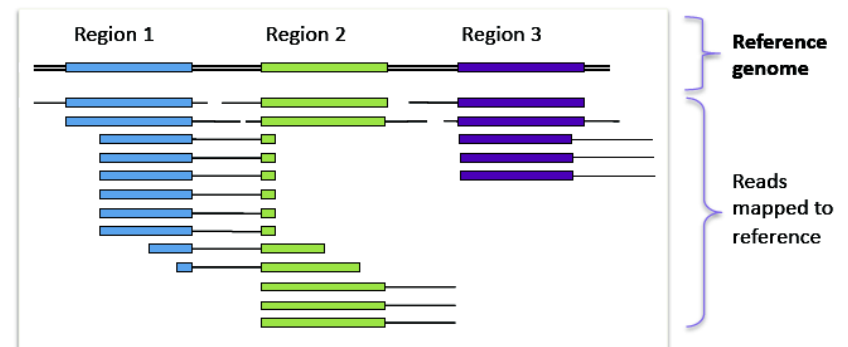 Region 1
Region 2
Region 3
Reference
genome
Reads
mapped to
reference